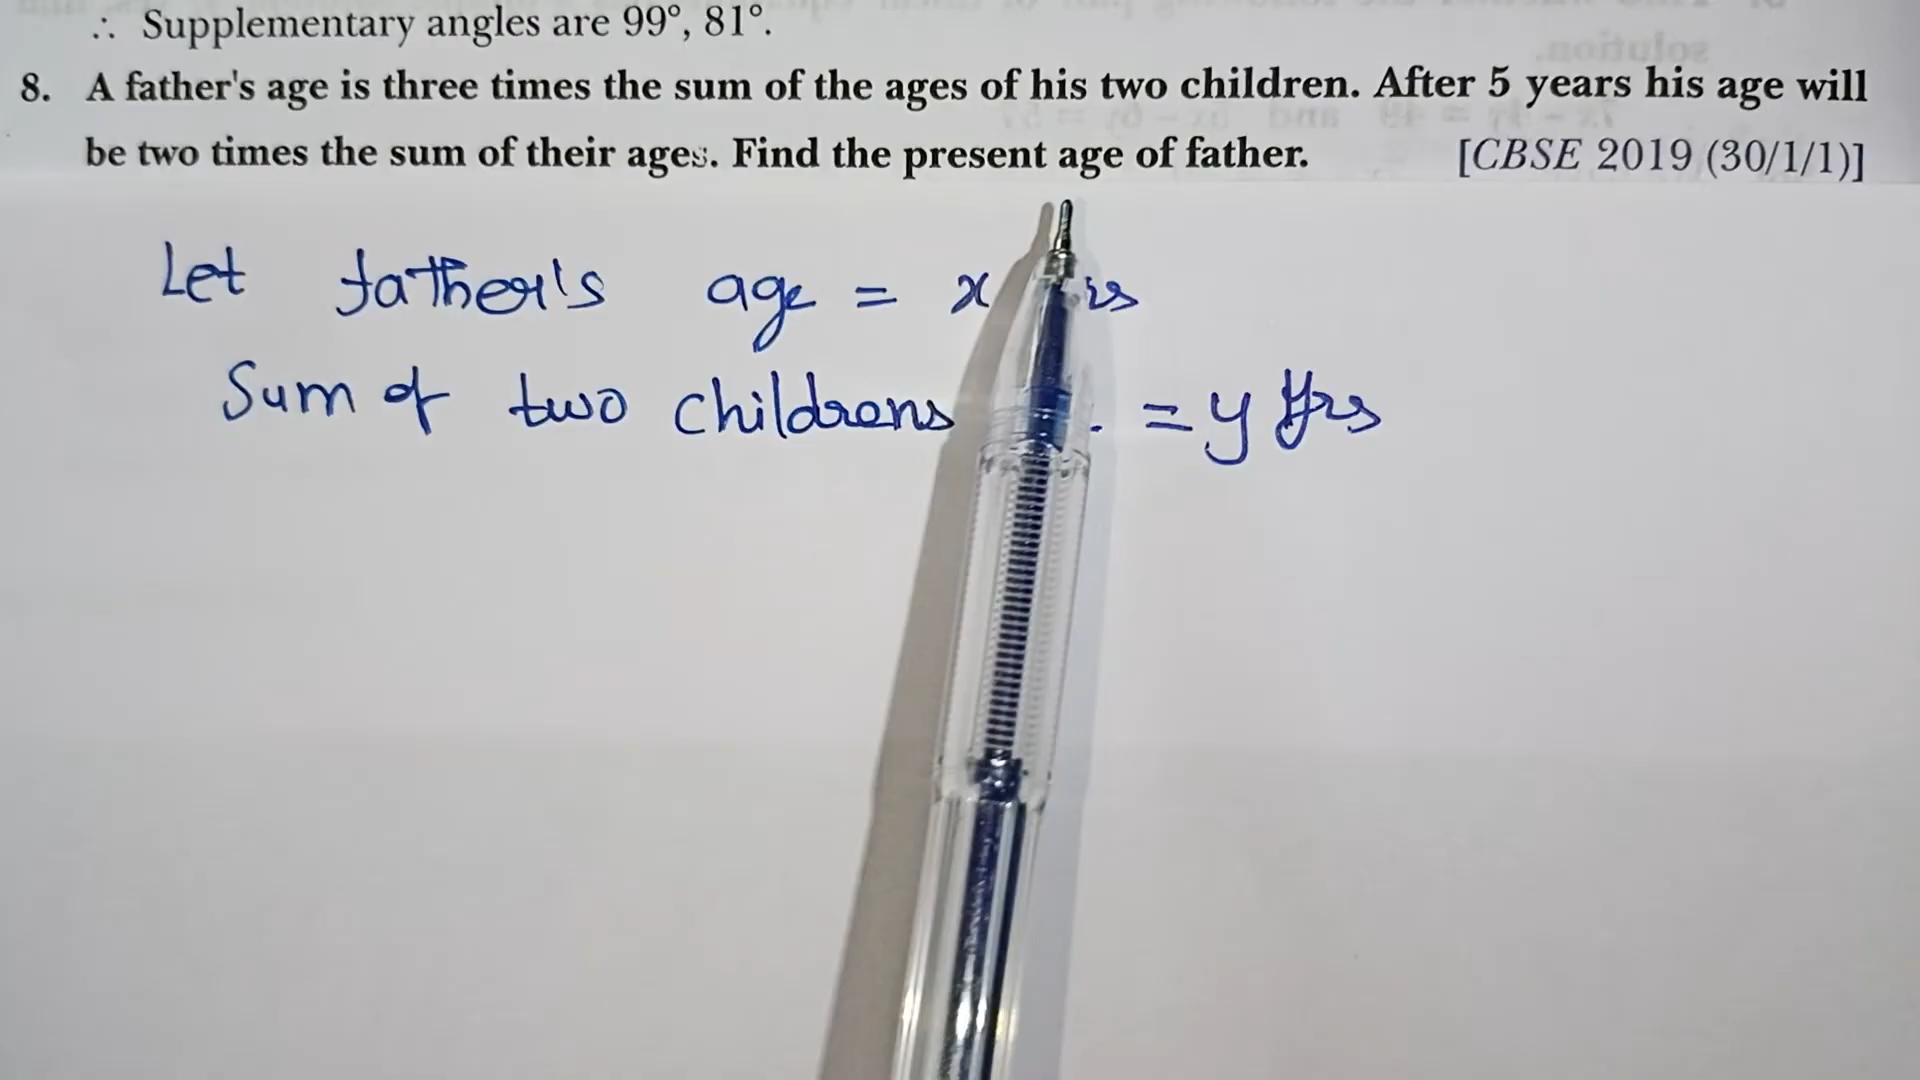 ∴ Supplementary angles are 99°, 81°.
8. A father's age is three times the sum of the ages of his two children. After 5 years his age will
be two times the sum of their ages. Find the present age of father. [CBSE 2019 (30/1/1)]
Let father's age = x
Sum of two childrens = y Yrs